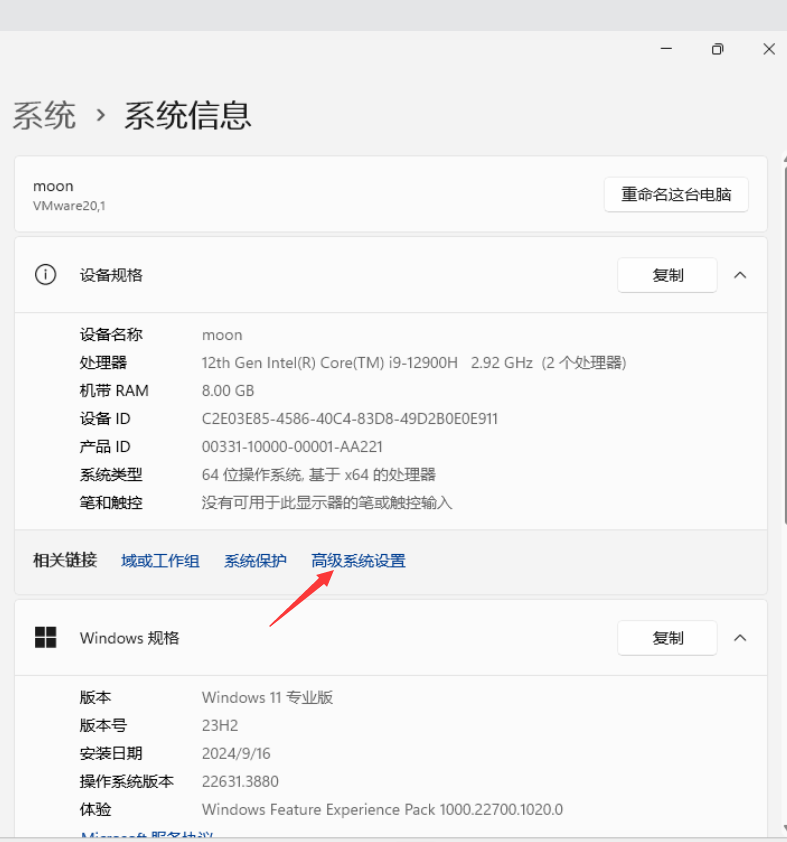 系统 › 系统信息
moon
VMware20,1
重命名这台电脑
设备规格
复制
设备名称 moon
处理器 12th Gen Intel(R) Core(TM) i9-12900H 2.92 GHz (2 个处理器)
机带 RAM 8.00 GB
设备 ID C2E03E85-4586-40C4-83D8-49D2B0E0E911
产品 ID 00331-10000-00001-AA221
系统类型 64 位操作系统, 基于 x64 的处理器
笔和触控 没有可用于此显示器的笔或触控输入
相关链接 域或工作组 系统保护 高级系统设置
Windows 规格
复制
版本 Windows 11 专业版
版本号 23H2
安装日期 2024/9/16
操作系统版本 22631.3880
体验 Windows Feature Experience Pack 1000.22700.1020.0
Microsoft 服务协议